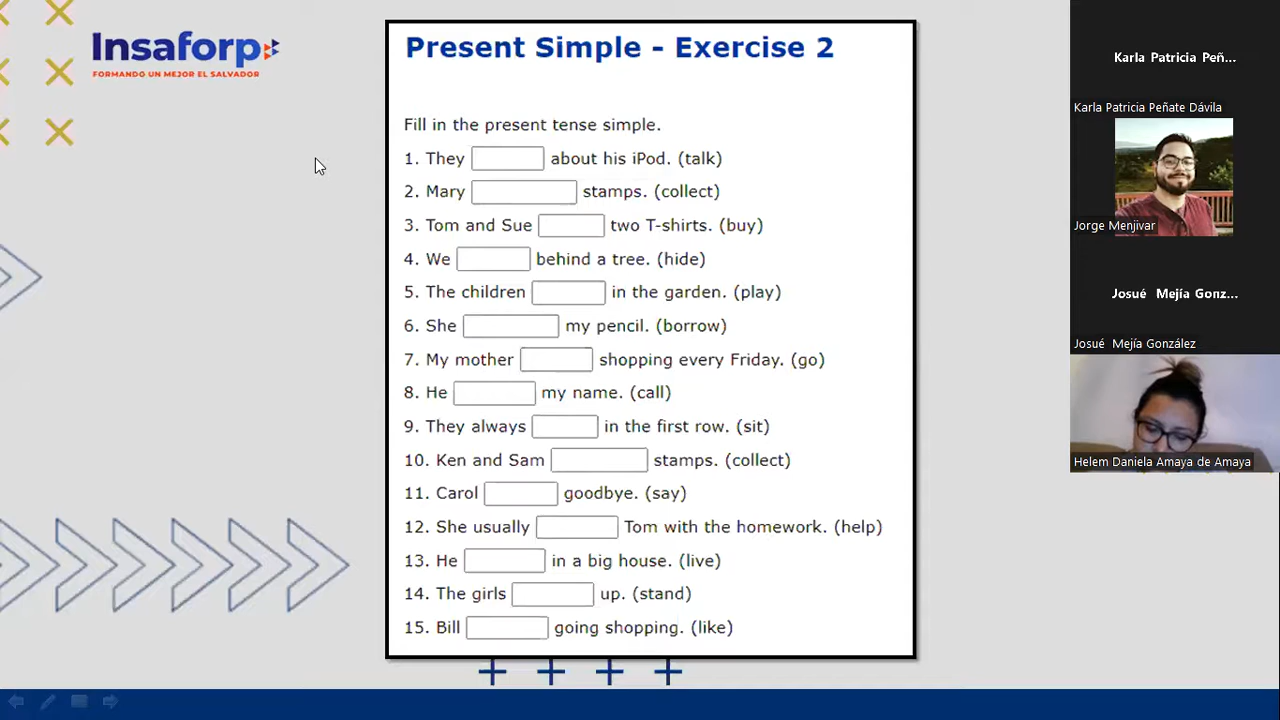 Insaforp
FORMANDO UN MEJOR EL SALVADOR
Present Simple - Exercise 2
Fill in the present tense simple.
1. They about his iPod. (talk)
2. Mary stamps. (collect)
3. Tom and Sue two T-shirts. (buy)
4. We behind a tree. (hide)
5. The children in the garden. (play)
6. She my pencil. (borrow)
7. My mother shopping every Friday. (go)
8. He my name. (call)
9. They always in the first row. (sit)
10. Ken and Sam stamps. (collect)
11. Carol goodbye. (say)
12. She usually Tom with the homework. (help)
13. He in a big house. (live)
14. The girls up. (stand)
15. Bill going shopping. (like)
Karla Patricia Peñ...
Karla Patricia Peñate Dávila
Jorge Menjivar
Josué Mejía Gonz...
Josué Mejía González
Helem Daniela Amaya de Amaya